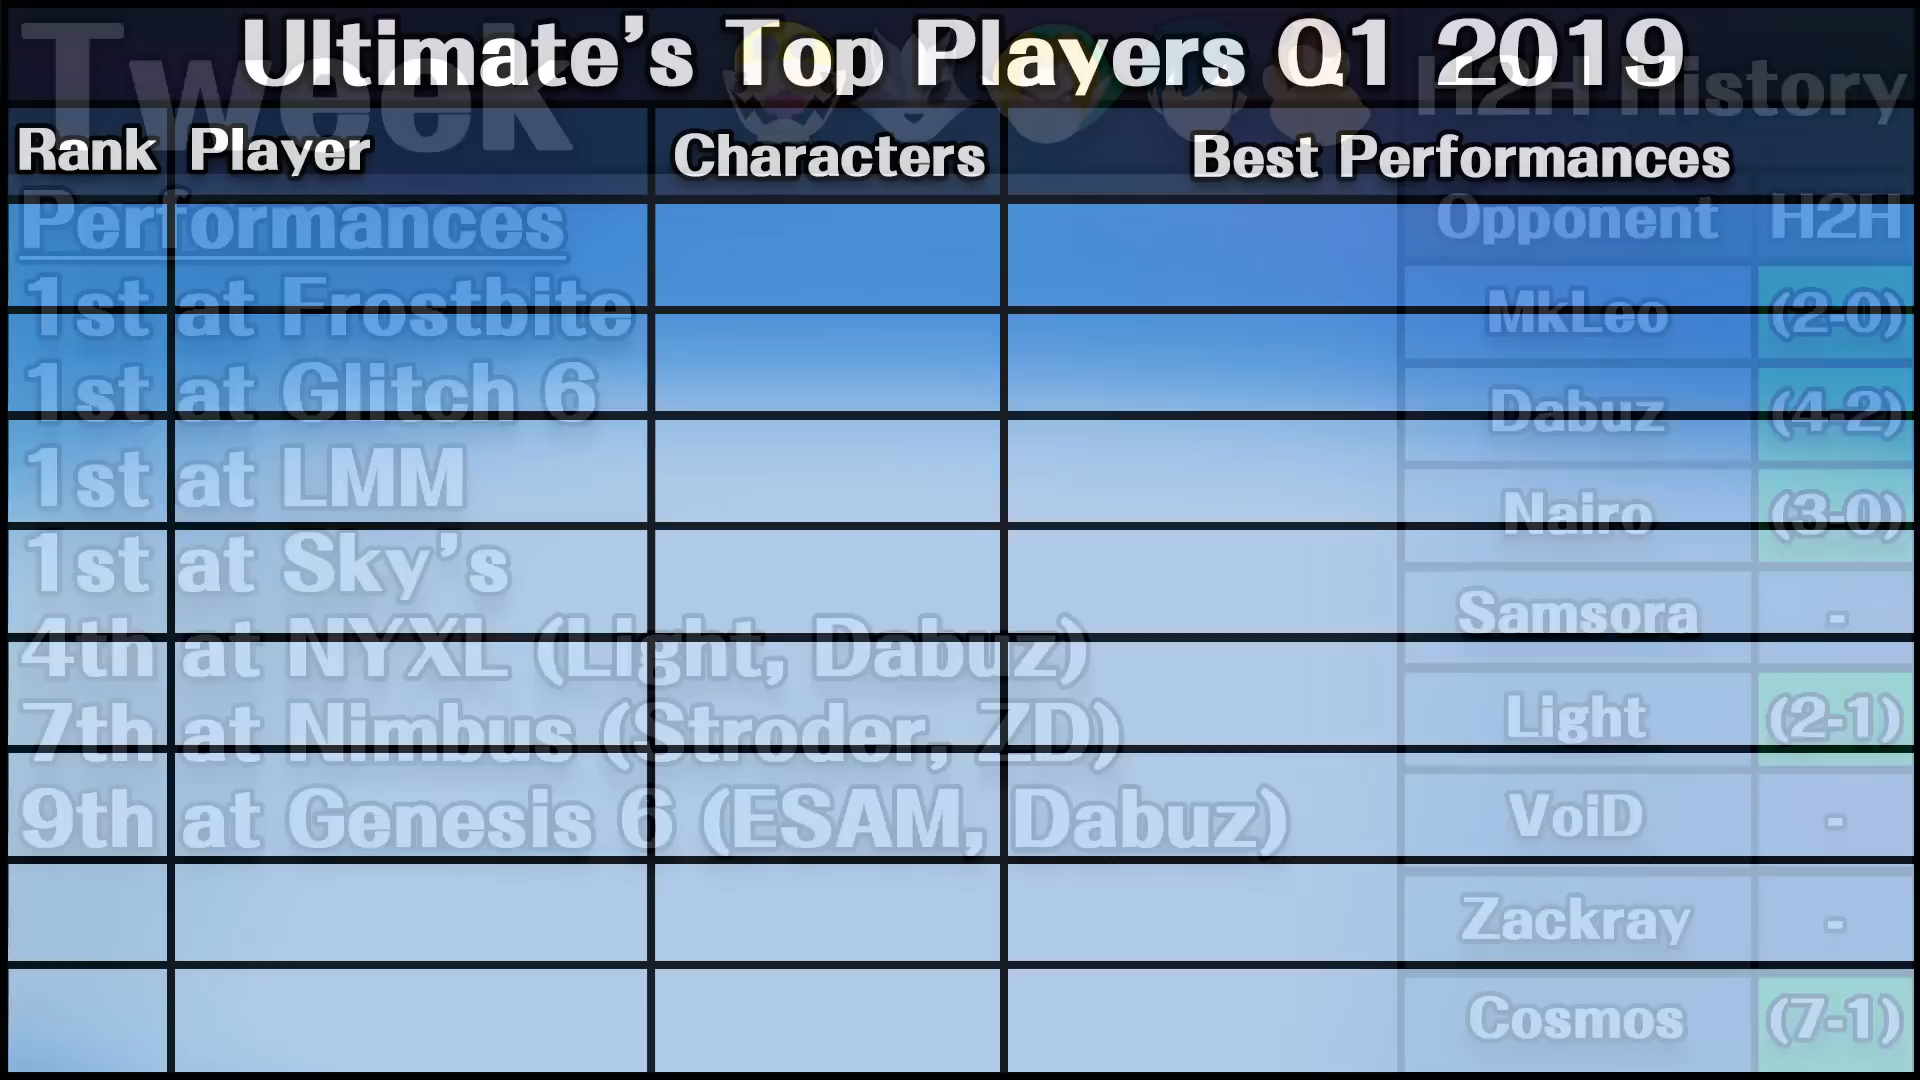 Ultimate's Top Players Q1 2019
Rank Player Characters Best Performances
Tweek
H2H History
Performances
1st at Frostbite
1st at Glitch 6
1st at LMM
1st at Sky's
4th at NYXL (Light, Dabuz)
7th at Nimbus (Stroder, ZD)
9th at Genesis 6 (ESAM, Dabuz)
Opponent H2H
MkLeo (2-0)
Dabuz (4-2)
Nairo (3-0)
Samsora -
Light (2-1)
VoiD -
Zackray -
Cosmos (7-1)